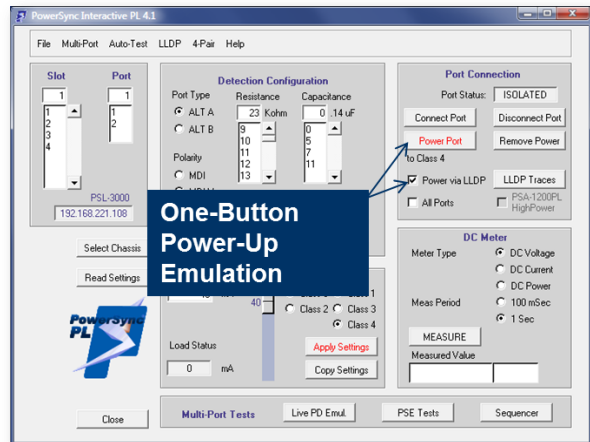 PowerSync Interactive PL 4.1
File Multi-Port Auto-Test LLDP 4-Pair Help
Slot Port
1 1
1 1
2 2
3
4
PSL-3000
192.168.221.108
Select Chassis
Read Settings
PowerSync
PL
Close
Detection Configuration
Port Type Resistance Capacitance
ALT A 23 Kohm 0 .14 uF
ALT B 9 0
10 5
11 7
12 11
13
Polarity
MDI
One-Button
Power-Up
Emulation
40
Class 2 Class 3
Class 4
Load Status
0 mA
Apply Settings
Copy Settings
Port Connection
Port Status: ISOLATED
Connect Port Disconnect Port
Power Port Remove Power
to Class 4
Power via LLDP LLDP Traces
All Ports PSA-1200PL
HighPower
DC Meter
Meter Type DC Voltage
DC Current
DC Power
Meas Period 100 mSec
1 Sec
MEASURE
Measured Value
Multi-Port Tests Live PD Emul. PSE Tests Sequencer